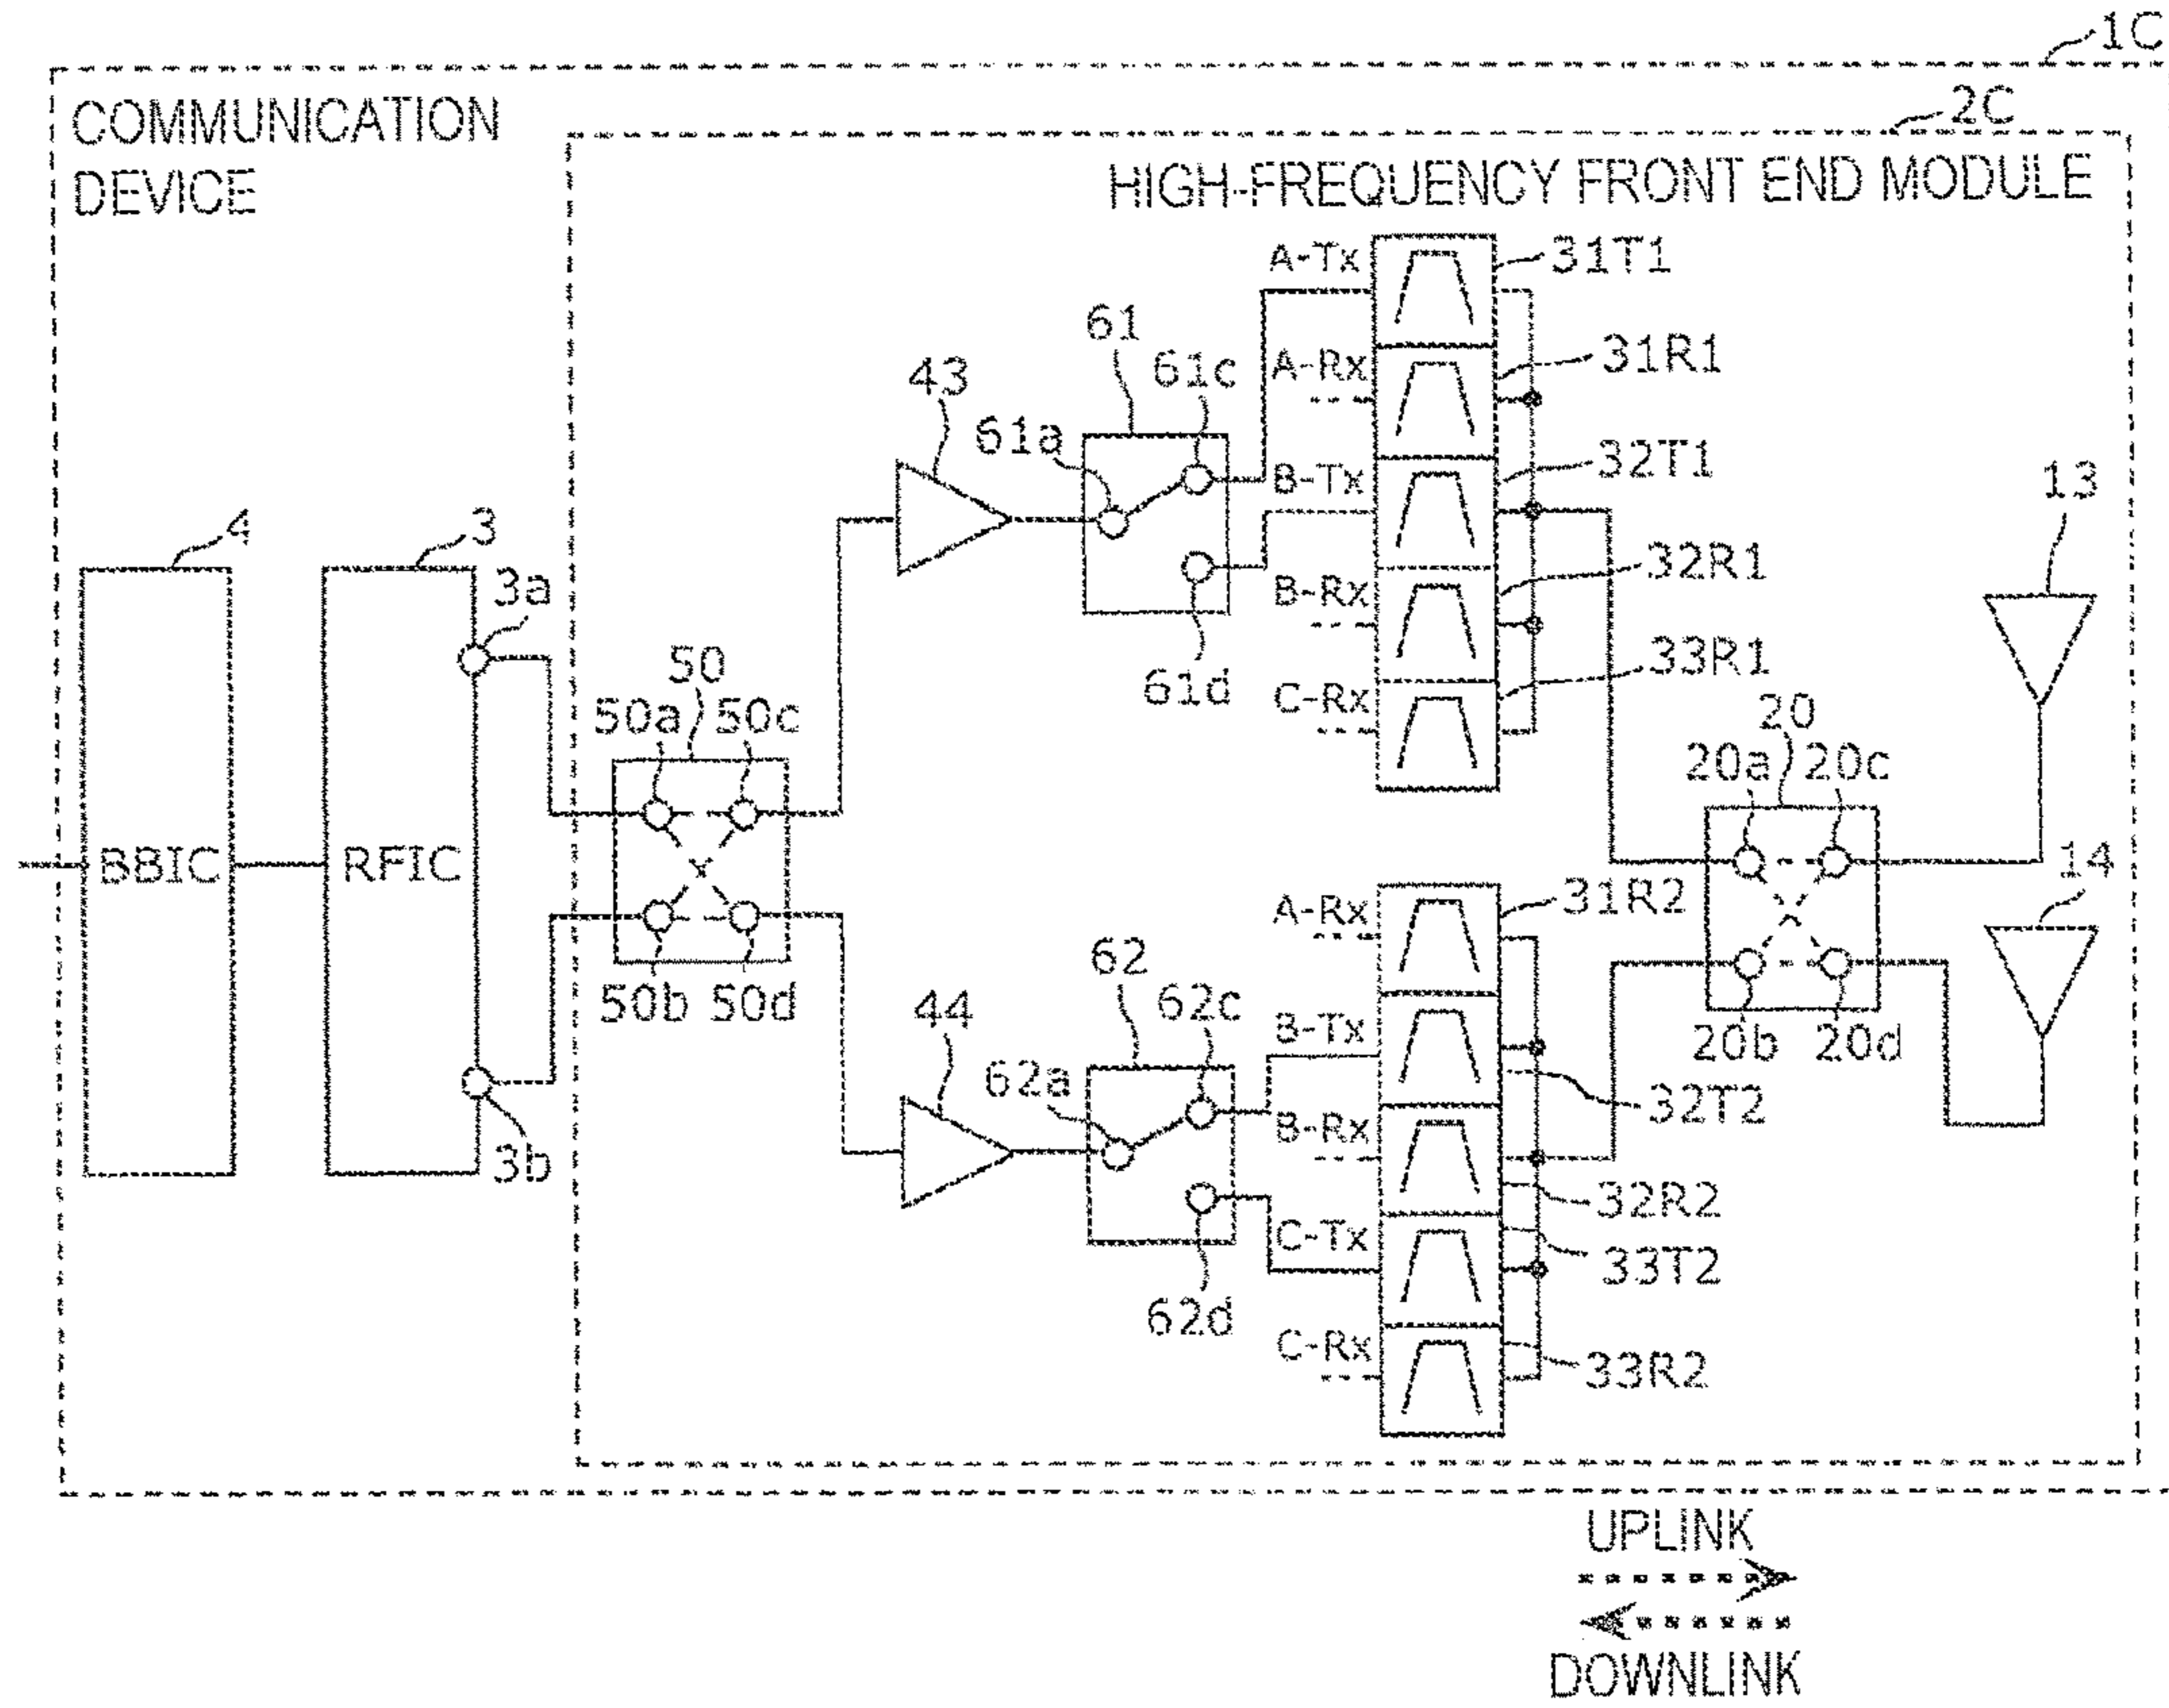 1C
COMMUNICATION
DEVICE
2C
HIGH-FREQUENCY FRONT END MODULE
A-Tx
31T1
61
A-Rx
31R1
43
61c
61a
B-Tx
32T1
13
4
3
3a
B-Rx
32R1
61d
C-Rx
33R1
50
50a
50c
20
20a
20c
BBIC
RFIC
14
A-Rx
31R2
62
50b
50d
44
62c
B-Tx
20b
20d
62a
32T2
B-Rx
3b
32R2
C-Tx
33T2
62d
C-Rx
33R2
UPLINK
DOWNLINK